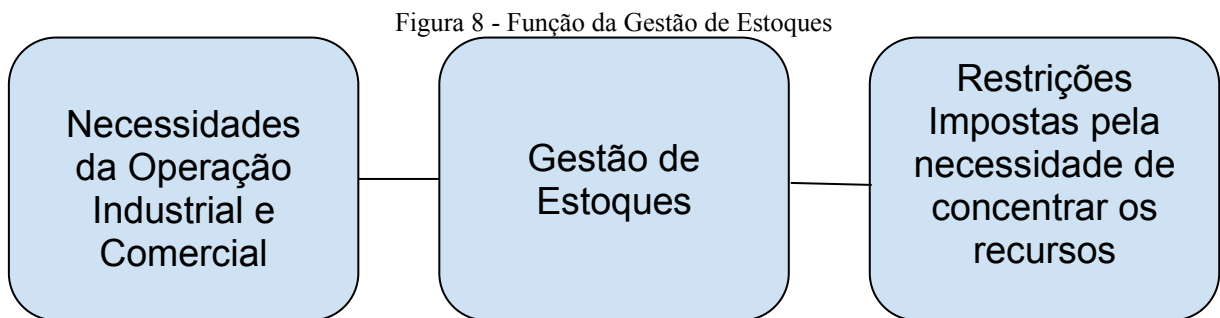 Figura 8 - Função da Gestão de Estoques
Necessidades
da Operação
Industrial e
Comercial
Gestão de
Estoques
Restrições
Impostas pela
necessidade de
concentrar os
recursos